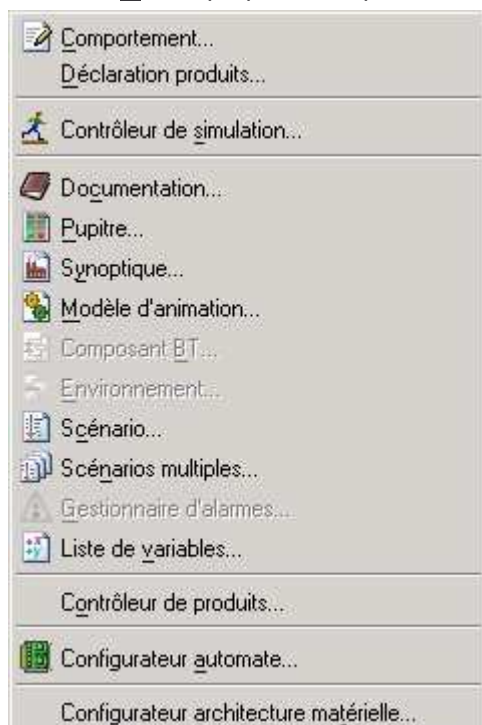 Comportement...
Déclaration produits...
Contrôleur de simulation...
Documentation...
Pupitre...
Synoptique...
Modèle d'animation...
Composant BT...
Environnement...
Scénario...
Scénarios multiples...
Gestionnaire d'alarmes...
Liste de variables...
Contrôleur de produits...
Configurateur automate...
Configurateur architecture matérielle...